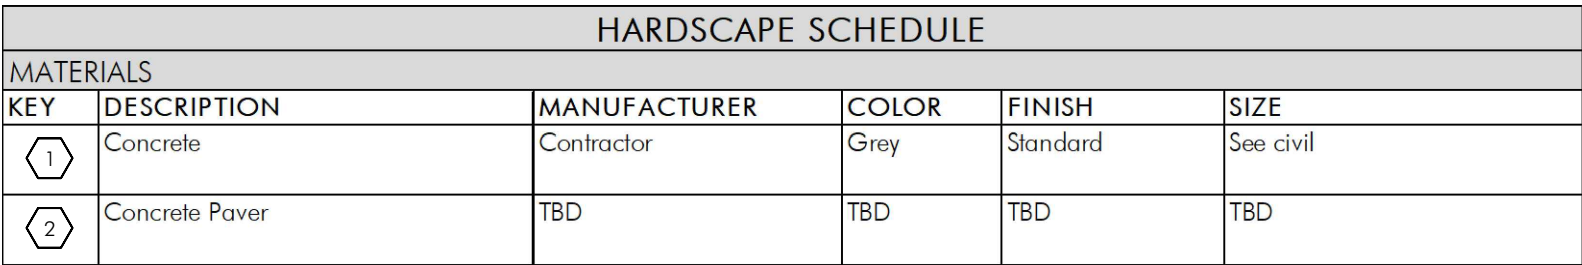 HARDSCAPE SCHEDULE
MATERIALS
KEY DESCRIPTION MANUFACTURER COLOR FINISH SIZE
1 Concrete Contractor Grey Standard See civil
2 Concrete Paver TBD TBD TBD TBD